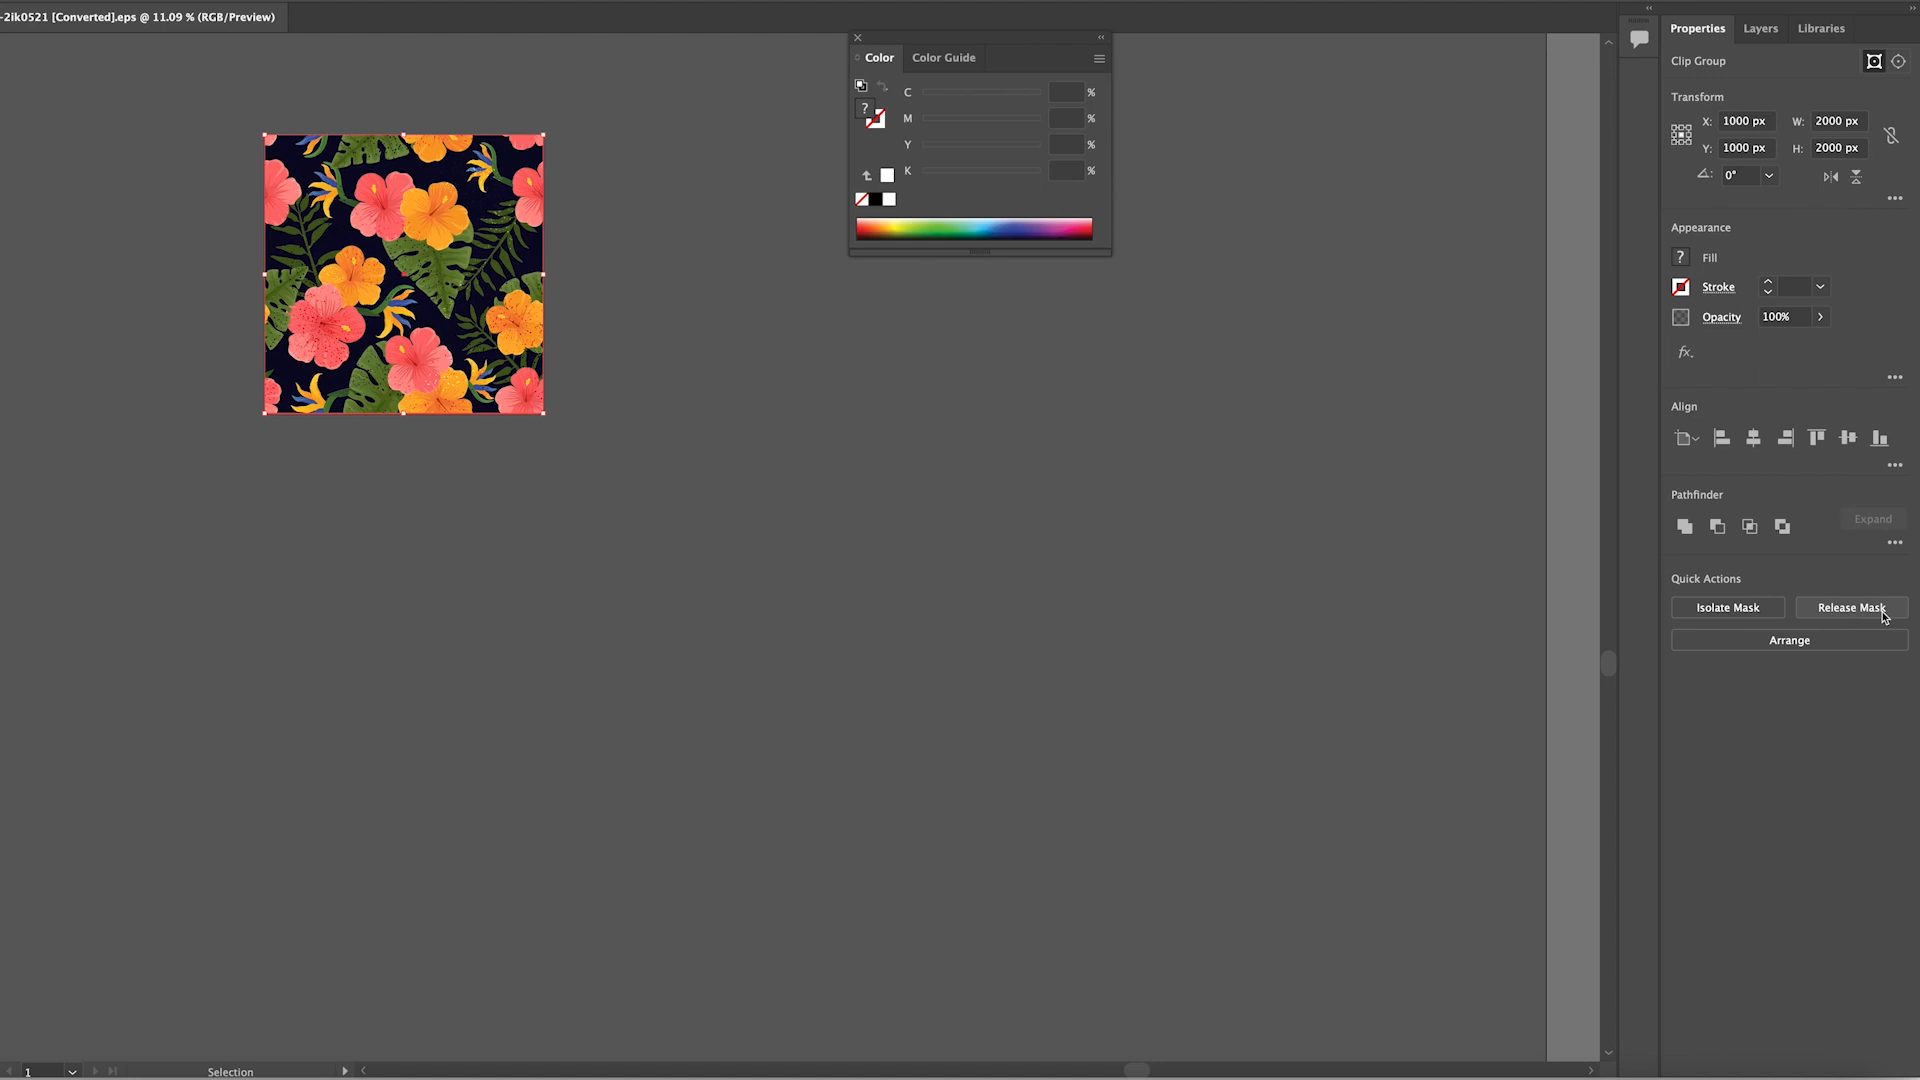 -2ik0521 [Converted].eps @ 11.09 % (RGB/Preview)
Color
Color Guide
C
%
M
%
Y
%
K
%
?
Properties
Layers
Libraries
Clip Group
Transform
X: 1000 px
W: 2000 px
Y: 1000 px
H: 2000 px
0°
Appearance
? Fill
Stroke
Opacity 100%
fx.
Align
Pathfinder
Expand
Quick Actions
Isolate Mask
Release Mask
Arrange
1
Selection